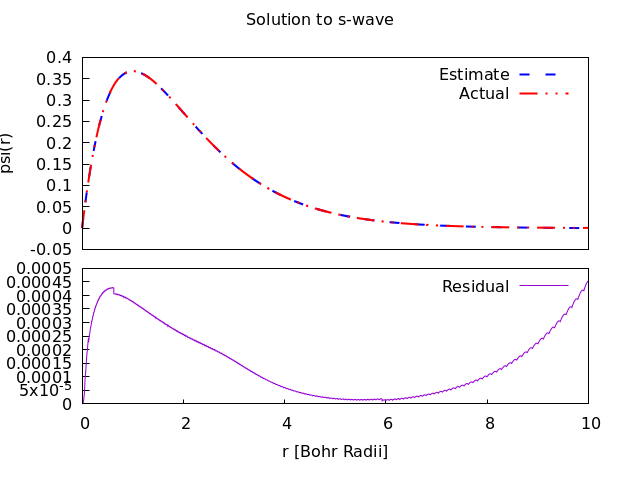 Solution to s-wave
0.4
0.35
0.3
0.25
0.2
0.15
0.1
0.05
0
-0.05
psi(r)
Estimate
Actual
0.0005
0.00045
0.0004
0.00035
0.0003
0.00025
0.0002
0.00015
0.0001
5x10-5
0
Residual
0 2 4 6 8 10
r [Bohr Radii]